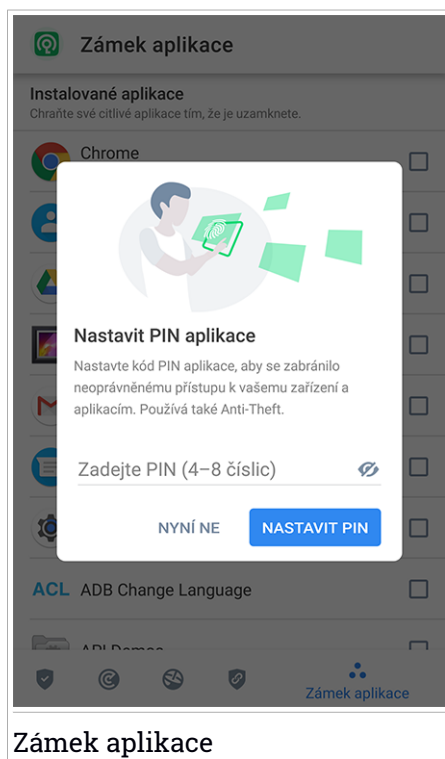 Zámek aplikace
Instalované aplikace
Chraňte své citlivé aplikace tím, že je uzamknete.
Chrome
Nastavit PIN aplikace
Nastavte kód PIN aplikace, aby se zabránilo
neoprávněnému přístupu k vašemu zařízení a
aplikacím. Používá také Anti-Theft.
Zadejte PIN (4–8 číslic)
NYNÍ NE
NASTAVIT PIN
ACL ADB Change Language
API Demos
Zámek aplikace
Zámek aplikace